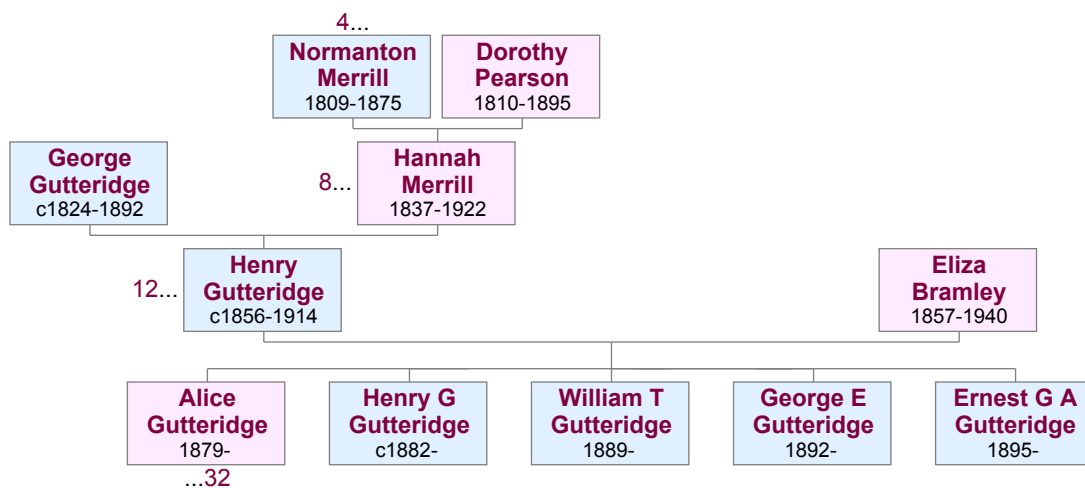 4...
Normanton
Merrill
1809-1875
Dorothy
Pearson
1810-1895
George
Gutteridge
c1824-1892
8...
Hannah
Merrill
1837-1922
12...
Henry
Gutteridge
c1856-1914
Eliza
Bramley
1857-1940
Alice
Gutteridge
1879-
...32
Henry G
Gutteridge
c1882-
William T
Gutteridge
1889-
George E
Gutteridge
1892-
Ernest G A
Gutteridge
1895-